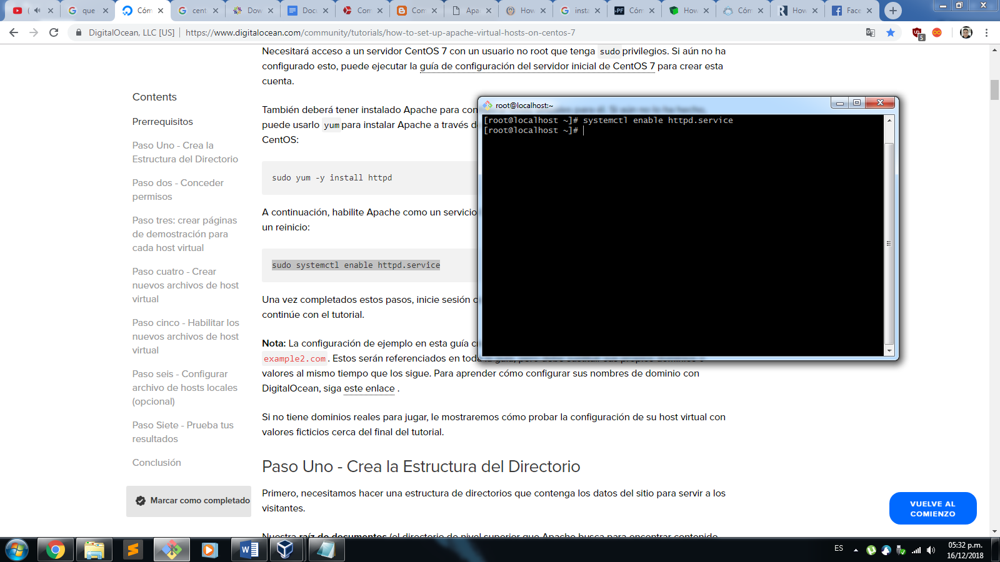 que
Cóm
cent
Dow
Docu
Com
Com
Apac
How
insta
Cóm
How
Cóm
How
Face
DigitalOcean, LLC [US] | https://www.digitalocean.com/community/tutorials/how-to-set-up-apache-virtual-hosts-on-centos-7
5
Necesitará acceso a un servidor CentOS 7 con un usuario no root que tenga sudo privilegios. Si aún no ha
configurado esto, puede ejecutar la guía de configuración del servidor inicial de CentOS 7 para crear esta
cuenta.
Contents
Prerrequisitos
Paso Uno - Crea la
Estructura del Directorio
Paso dos - Conceder
permisos
Paso tres: crear páginas
de demostración para
cada host virtual
Paso cuatro - Crear
nuevos archivos de host
virtual
Paso cinco - Habilitar los
nuevos archivos de host
virtual
Paso seis - Configurar
archivo de hosts locales
(opcional)
Paso Siete - Prueba tus
resultados
Conclusión
Marcar como completado
También deberá tener instalado Apache para
puede usarlo yum para instalar Apache a través
CentOS:
sudo yum -y install httpd
A continuación, habilite Apache como un servicio
un reinicio:
sudo systemctl enable httpd.service
Una vez completados estos pasos, inicie sesión
continúe con el tutorial.
Nota: La configuración de ejemplo en esta guía
example2.com . Estos serán referenciados en
valores al mismo tiempo que los sigue. Para aprender cómo configurar sus nombres de dominio con
DigitalOcean, siga este enlace .
Si no tiene dominios reales para jugar, le mostraremos cómo probar la configuración de su host virtual con
valores ficticios cerca del final del tutorial.
Paso Uno - Crea la Estructura del Directorio
Primero, necesitamos hacer una estructura de directorios que contenga los datos del sitio para servir a los
visitantes.
Nuestra raíz de documentos (el directorio de nivel superior que Apache busca para encontrar contenido
root@localhost:~
[root@localhost ~]# systemctl enable httpd.service
[root@localhost ~]#
VUELVE AL
COMIENZO
ES
05:32 p.m.
16/12/2018